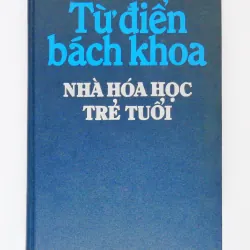 Từ điển
bách khoa
NHÀ HÓA HỌC
TRẺ TUỔI